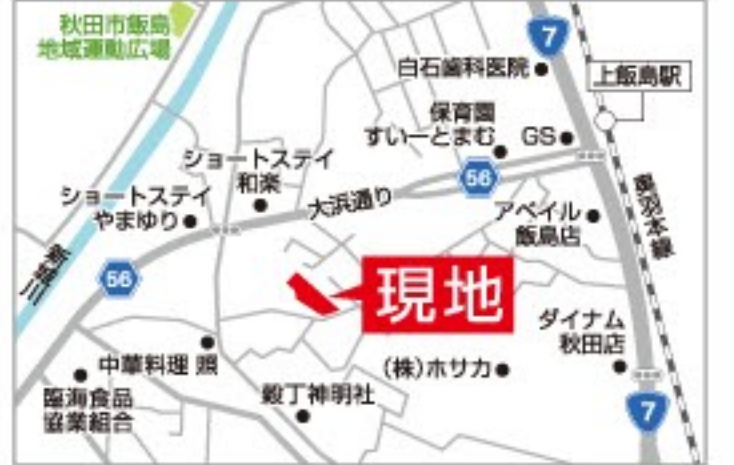 秋田市飯島
地域運動広場
7
白石歯科医院
上飯島駅
保育園
すいーとまむ
GS
ショートステイ
和楽
56
ショートステイ
やまゆり
大浜通り
アベイル
飯島店
奥羽本線
新城川
56
現地
ダイナム
秋田店
中華料理 照
(株)ホサカ
臨海食品
協業組合
穀丁神明社
7